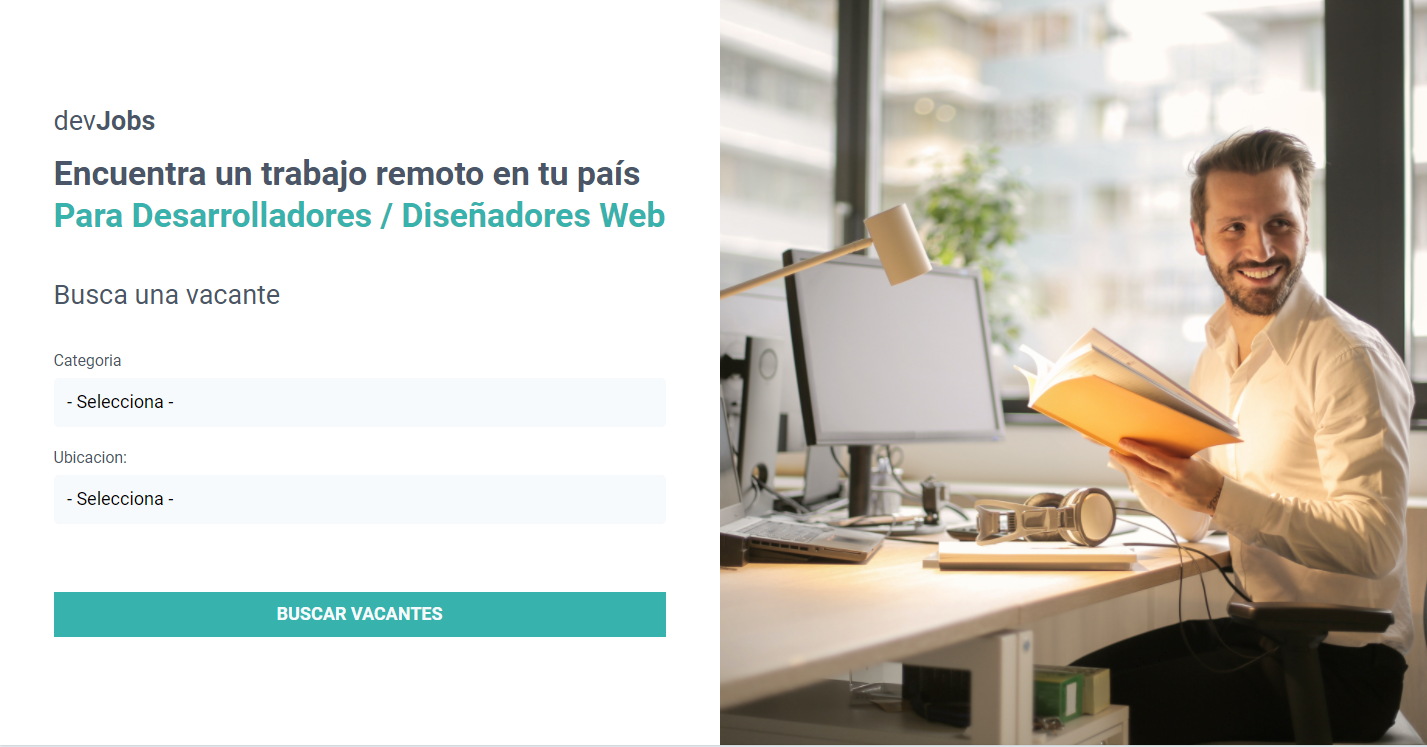 devJobs
Encuentra un trabajo remoto en tu país
Para Desarrolladores / Diseñadores Web
Busca una vacante
Categoria
- Selecciona -
Ubicacion:
- Selecciona -
BUSCAR VACANTES